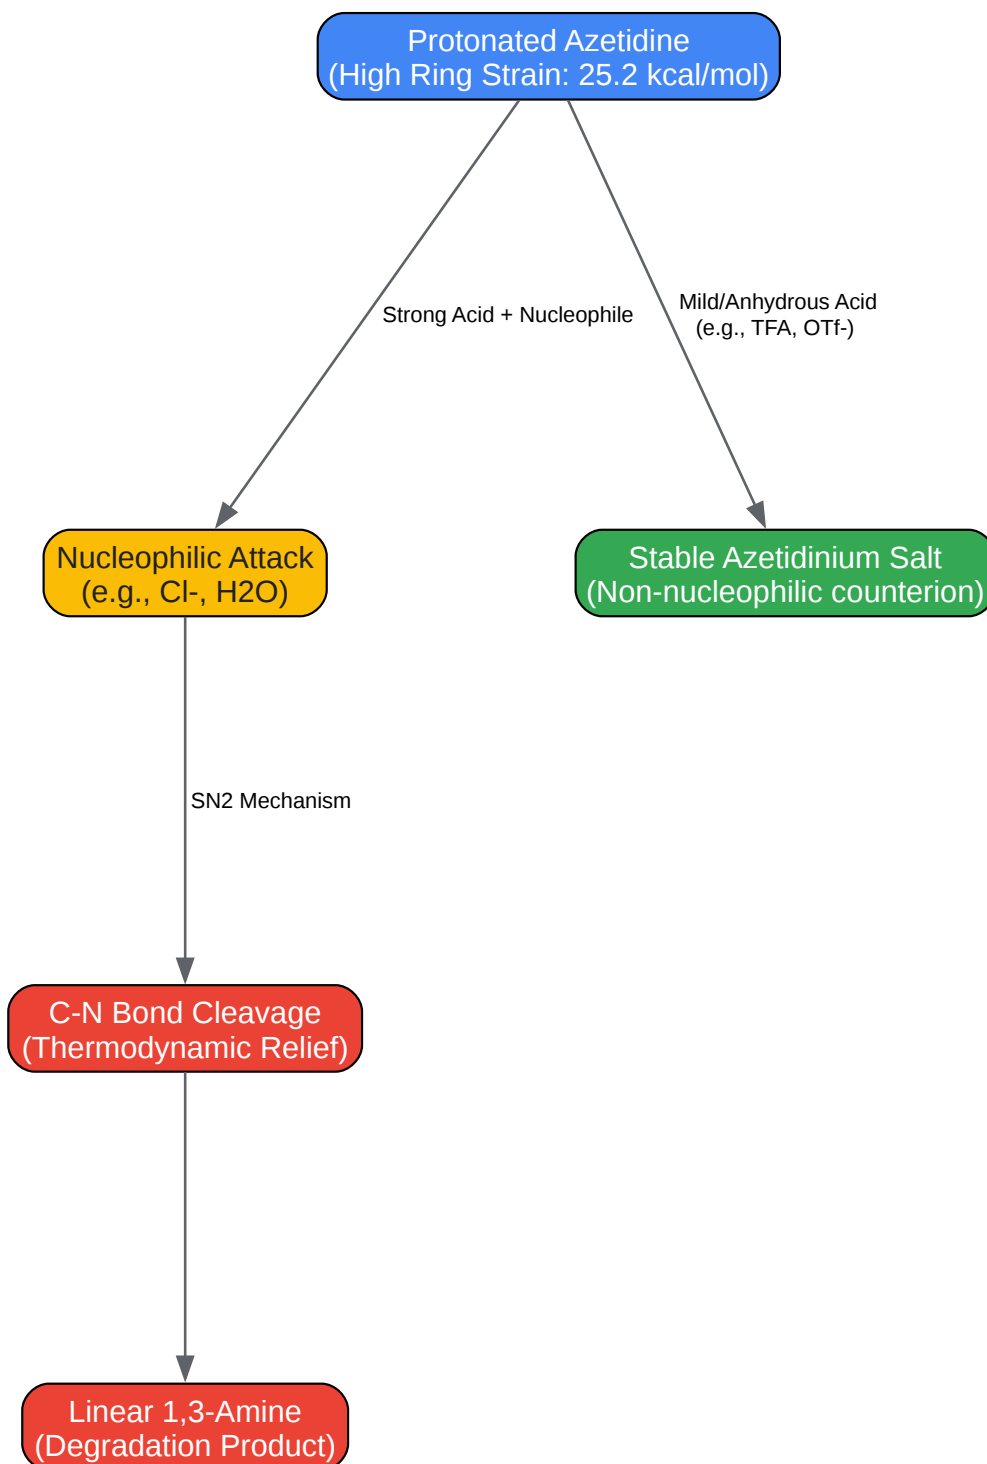 Protonated Azetidine
(High Ring Strain: 25.2 kcal/mol)
Strong Acid + Nucleophile
Mild/Anhydrous Acid
(e.g., TFA, OTf-)
Nucleophilic Attack
(e.g., Cl-, H2O)
Stable Azetidinium Salt
(Non-nucleophilic counterion)
SN2 Mechanism
C-N Bond Cleavage
(Thermodynamic Relief)
Linear 1,3-Amine
(Degradation Product)